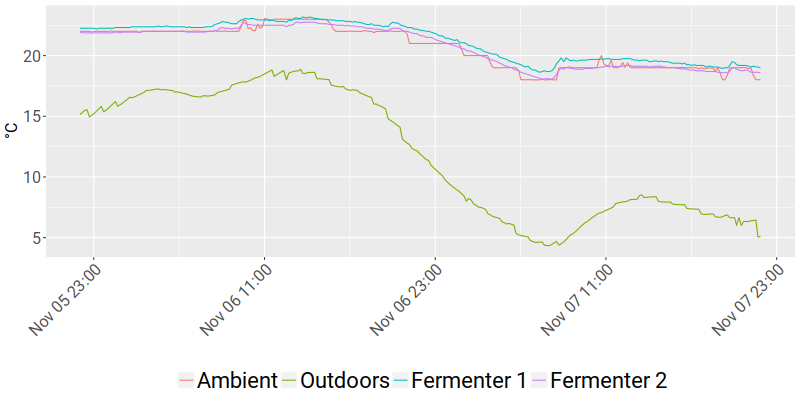 20
15
10
5
°C
Nov 05 23:00
Nov 06 11:00
Nov 06 23:00
Nov 07 11:00
Nov 07 23:00
Ambient Outdoors Fermenter 1 Fermenter 2